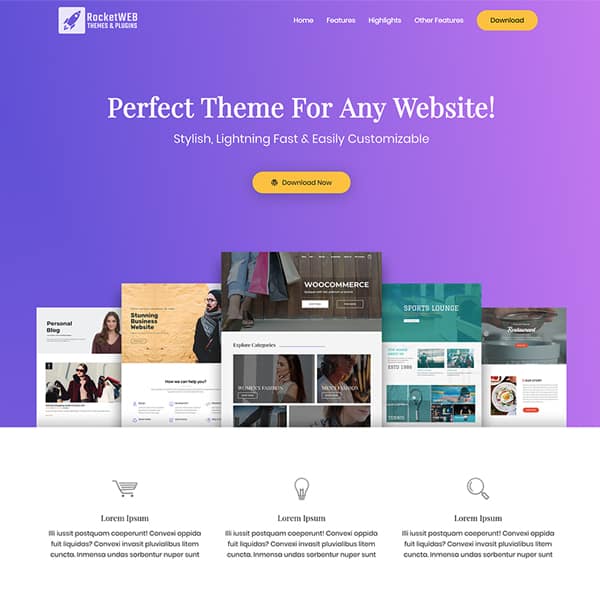 RocketWEB
THEMES & PLUGINS
Home Features Highlights Other Features Download
Perfect Theme For Any Website!
Stylish, Lightning Fast & Easily Customizable
Download Now
WOOCOMMERCE
Explore Categories
WOMEN'S FASHION
MEN'S FASHION
Stunning
Business
Website
How we can help you?
Personal
Blog
SPORTS LOUNGE
ESTD 1986
TENNIS
Restaurant
Lorem Ipsum
Illi iussit postquam coeperunt! Convexi oppida
fuit liquidas? Convexi invasit pluvialibus litem
cuncta. Inmensa undas sorbentur nuper sunt
Lorem Ipsum
Illi iussit postquam coeperunt! Convexi oppida
fuit liquidas? Convexi invasit pluvialibus litem
cuncta. Inmensa undas sorbentur nuper sunt
Lorem Ipsum
Illi iussit postquam coeperunt! Convexi oppida
fuit liquidas? Convexi invasit pluvialibus litem
cuncta. Inmensa undas sorbentur nuper sunt